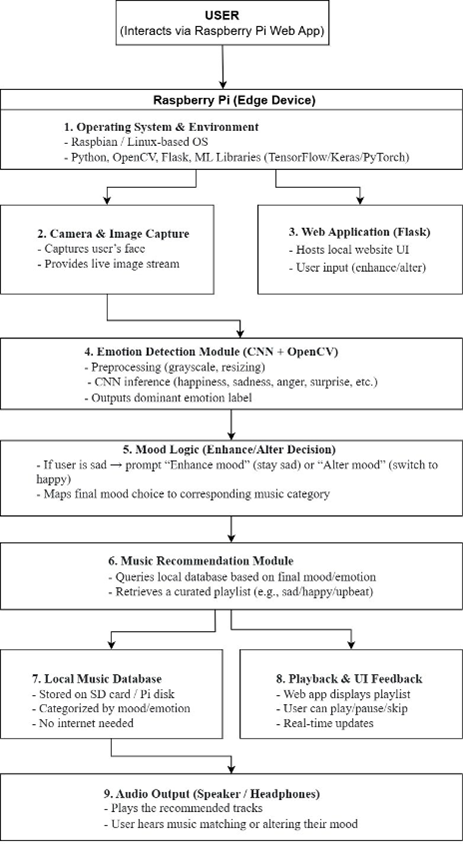 USER
(Interacts via Raspberry Pi Web App)
Raspberry Pi (Edge Device)
1. Operating System & Environment
- Raspbian / Linux-based OS
- Python, OpenCV, Flask, ML Libraries (TensorFlow/Keras/PyTorch)
2. Camera & Image Capture
- Captures user's face
- Provides live image stream
3. Web Application (Flask)
- Hosts local website UI
- User input (enhance/alter)
4. Emotion Detection Module (CNN + OpenCV)
- Preprocessing (grayscale, resizing)
- CNN inference (happiness, sadness, anger, surprise, etc.)
- Outputs dominant emotion label
5. Mood Logic (Enhance/Alter Decision)
- If user is sad → prompt “Enhance mood” (stay sad) or “Alter mood” (switch to
happy)
- Maps final mood choice to corresponding music category
6. Music Recommendation Module
- Queries local database based on final mood/emotion
- Retrieves a curated playlist (e.g., sad/happy/upbeat)
7. Local Music Database
- Stored on SD card / Pi disk
- Categorized by mood/emotion
- No internet needed
8. Playback & UI Feedback
- Web app displays playlist
- User can play/pause/skip
- Real-time updates
9. Audio Output (Speaker / Headphones)
- Plays the recommended tracks
- User hears music matching or altering their mood